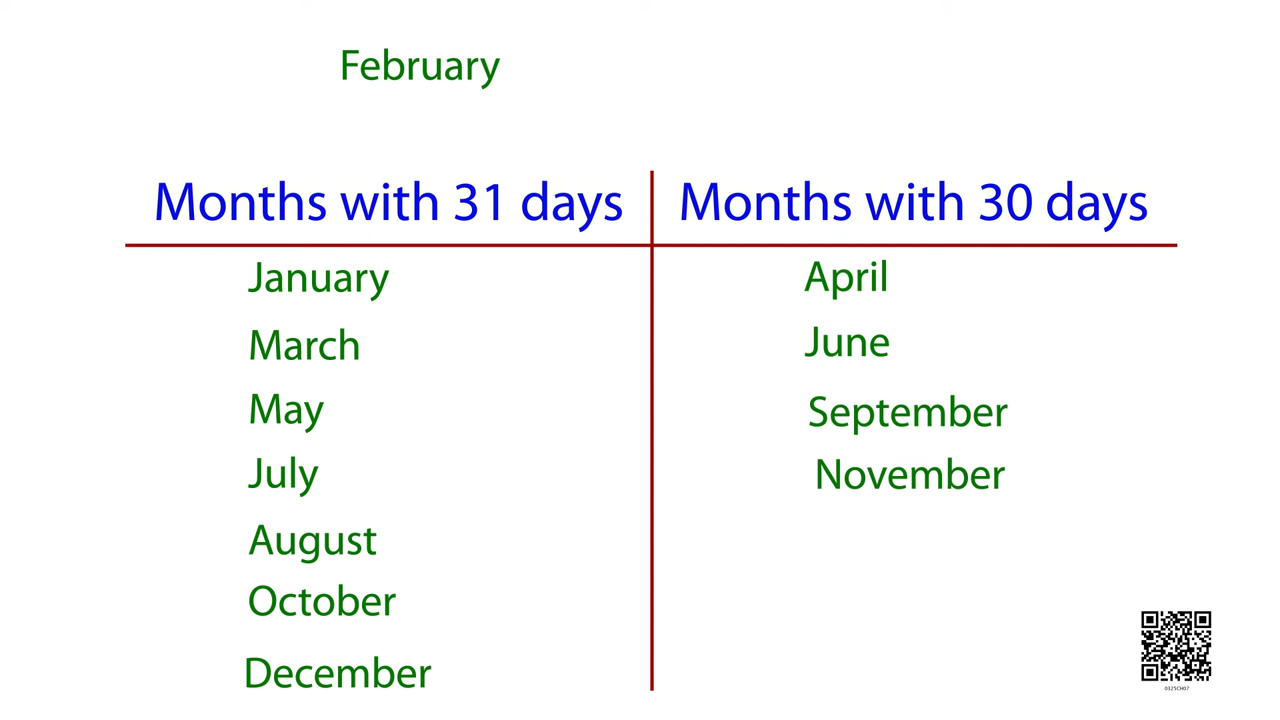 February
Months with 31 days
Months with 30 days
January
April
March
June
May
September
July
November
August
October
December
0325CH07